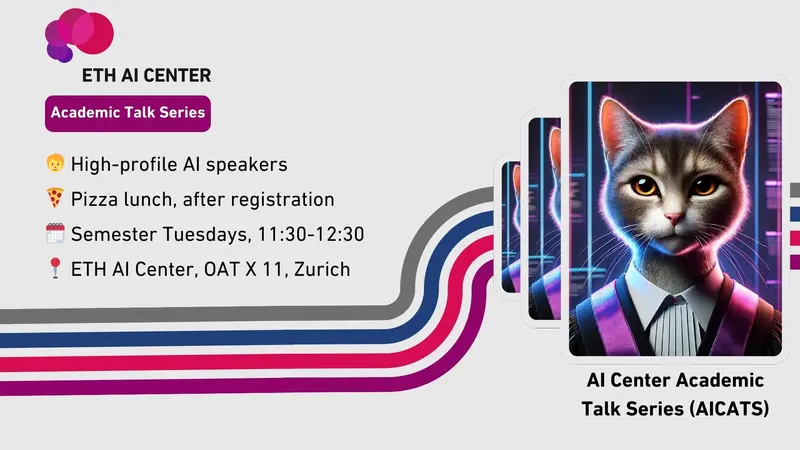 ETH AI CENTER
Academic Talk Series
High-profile AI speakers
Pizza lunch, after registration
Semester Tuesdays, 11:30-12:30
ETH AI Center, OAT X 11, Zurich
AI Center Academic
Talk Series (AICATS)